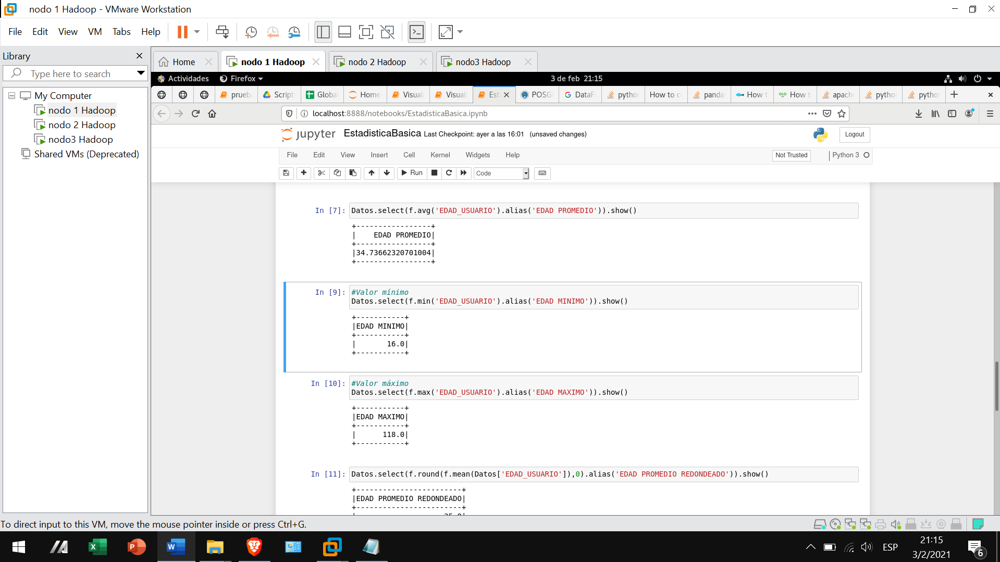 nodo 1 Hadoop - VMware Workstation
File Edit View VM Tabs Help
Library
Type here to search
My Computer
nodo 1 Hadoop
nodo 2 Hadoop
nodo3 Hadoop
Shared VMs (Deprecated)
Home nodo 1 Hadoop nodo 2 Hadoop nodo3 Hadoop
Actividades Firefox 3 de feb 21:15
prueb Scripts Global Home Visuali Visuali Est POSG DataF python How to co panda How t How t apach python python
localhost:8888/notebooks/EstadisticaBasica.ipynb
jupyter EstadisticaBasica Last Checkpoint: ayer a las 16:01 (unsaved changes) Logout
File Edit View Insert Cell Kernel Widgets Help Not Trusted Python 3
Run Code
In [7]: Datos.select(f.avg('EDAD_USUARIO').alias('EDAD PROMEDIO')).show()
+-----------------+
|    EDAD PROMEDIO|
+-----------------+
|34.73662320701004|
+-----------------+
In [9]: #Valor mínimo
Datos.select(f.min('EDAD_USUARIO').alias('EDAD MINIMO')).show()
+-----------+
|EDAD MINIMO|
+-----------+
|       16.0|
+-----------+
In [10]: #Valor máximo
Datos.select(f.max('EDAD_USUARIO').alias('EDAD MAXIMO')).show()
+-----------+
|EDAD MAXIMO|
+-----------+
|      118.0|
+-----------+
In [11]: Datos.select(f.round(f.mean(Datos['EDAD_USUARIO']),0).alias('EDAD PROMEDIO REDONDEADO')).show()
+------------------------+
|EDAD PROMEDIO REDONDEADO|
+------------------------+
|                    35.0|
To direct input to this VM, move the mouse pointer inside or press Ctrl+G.
ESP
21:15
3/2/2021
6